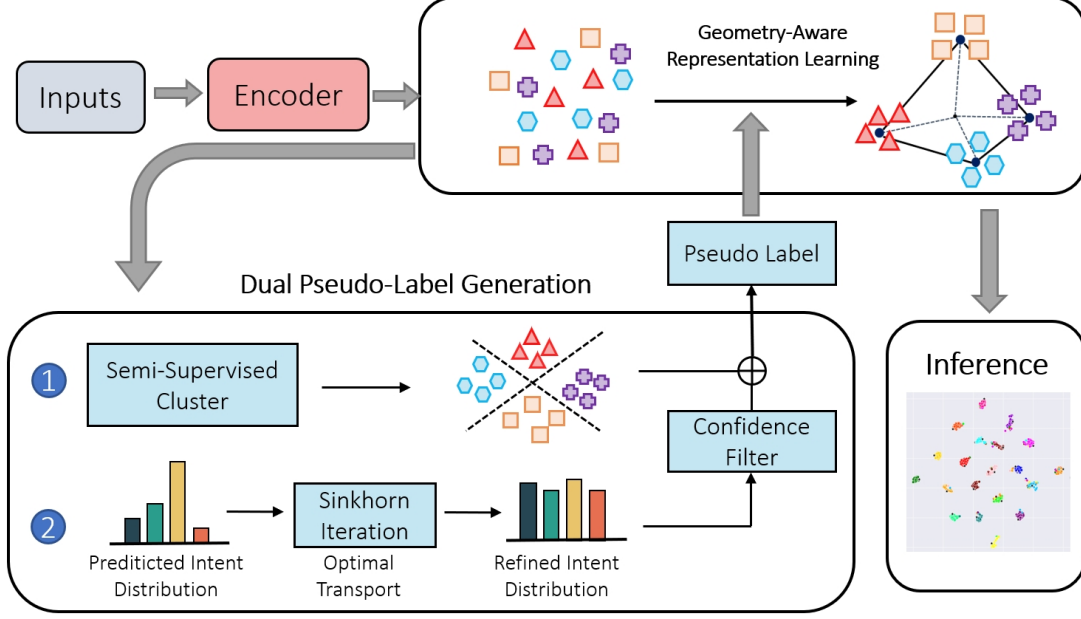 Inputs
Encoder
Geometry-Aware
Representation Learning
Pseudo Label
Dual Pseudo-Label Generation
1
Semi-Supervised
Cluster
Confidence
Filter
2
Sinkhorn
Iteration
Prediticted Intent
Distribution
Optimal
Transport
Refined Intent
Distribution
Inference